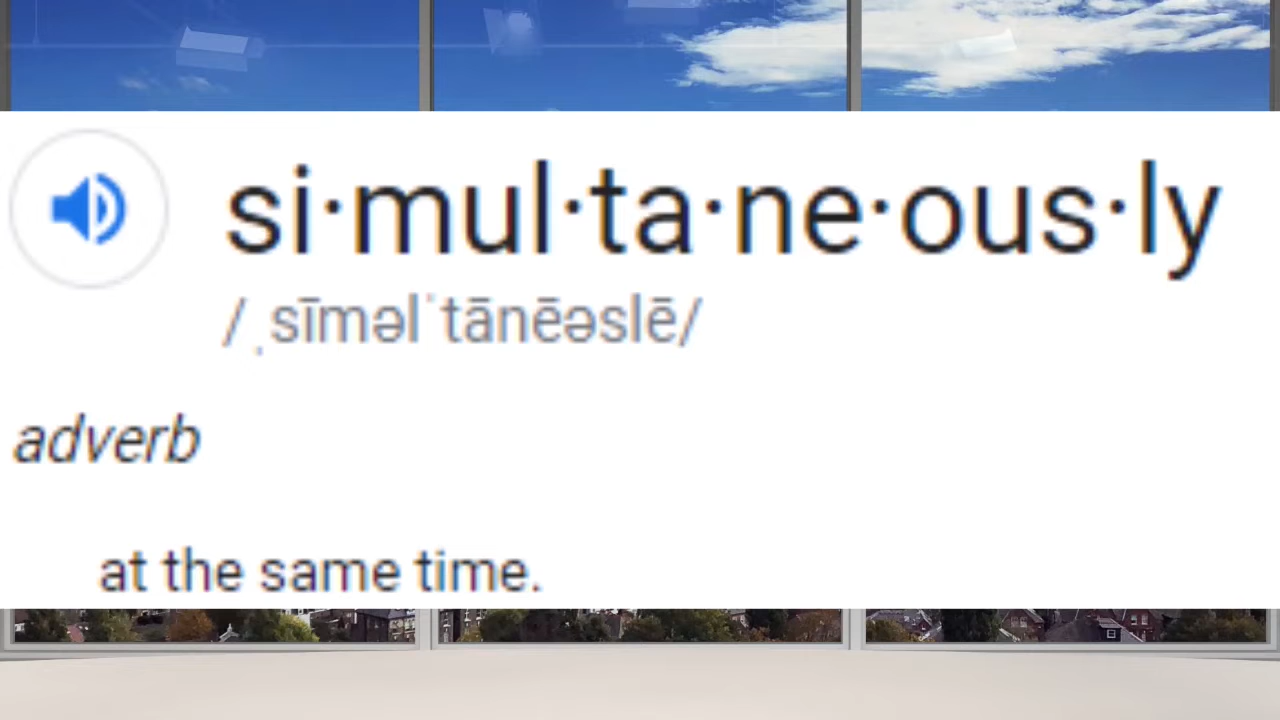 si·mul·ta·ne·ous·ly
/ˌsīməlˈtānēəslē/
adverb
at the same time.